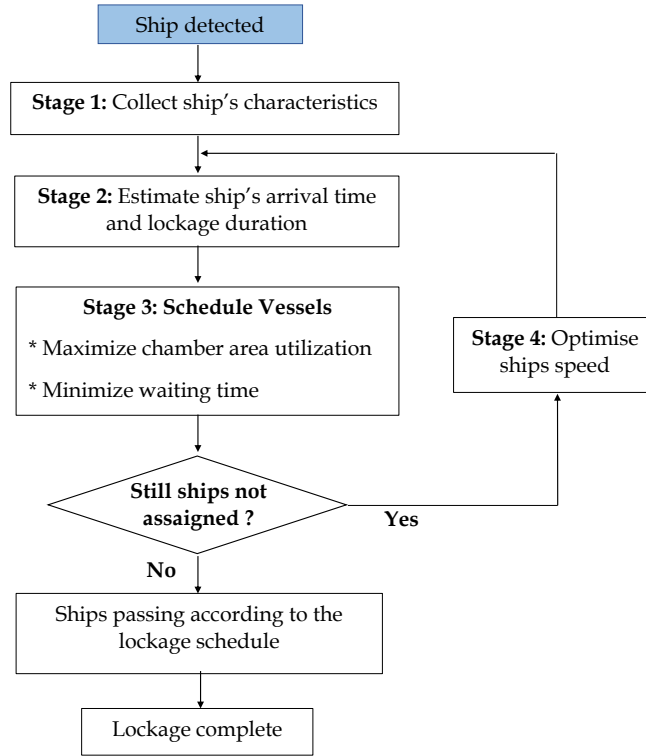 Ship detected
Stage 1: Collect ship's characteristics
Stage 2: Estimate ship's arrival time
and lockage duration
Stage 3: Schedule Vessels
* Maximize chamber area utilization
* Minimize waiting time
Stage 4: Optimise
ships speed
Still ships not
assaigned ?
Yes
No
Ships passing according to the
lockage schedule
Lockage complete